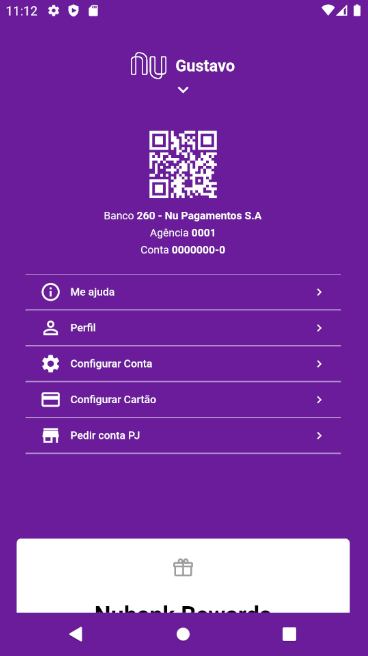 11:12
nu Gustavo
Banco 260 - Nu Pagamentos S.A
Agência 0001
Conta 0000000-0
Me ajuda
Perfil
Configurar Conta
Configurar Cartão
Pedir conta PJ
Nubank Rewards